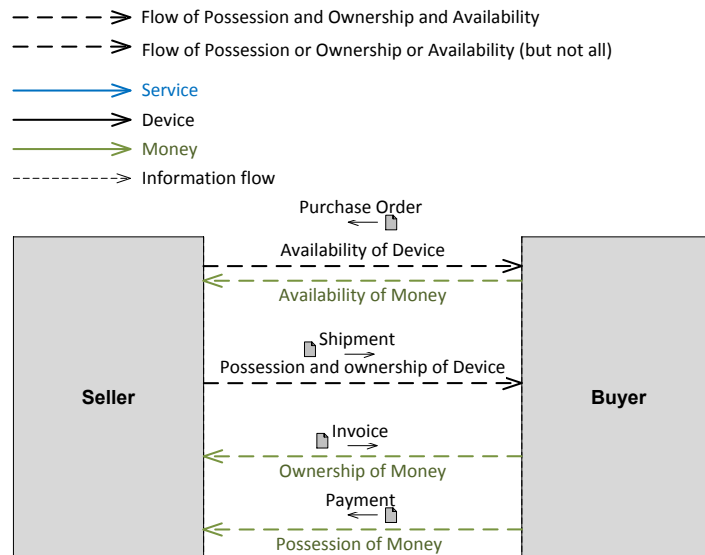 Flow of Possession and Ownership and Availability
Flow of Possession or Ownership or Availability (but not all)
Service
Device
Money
Information flow
Purchase Order
Availability of Device
Availability of Money
Shipment
Possession and ownership of Device
Seller
Buyer
Invoice
Ownership of Money
Payment
Possession of Money